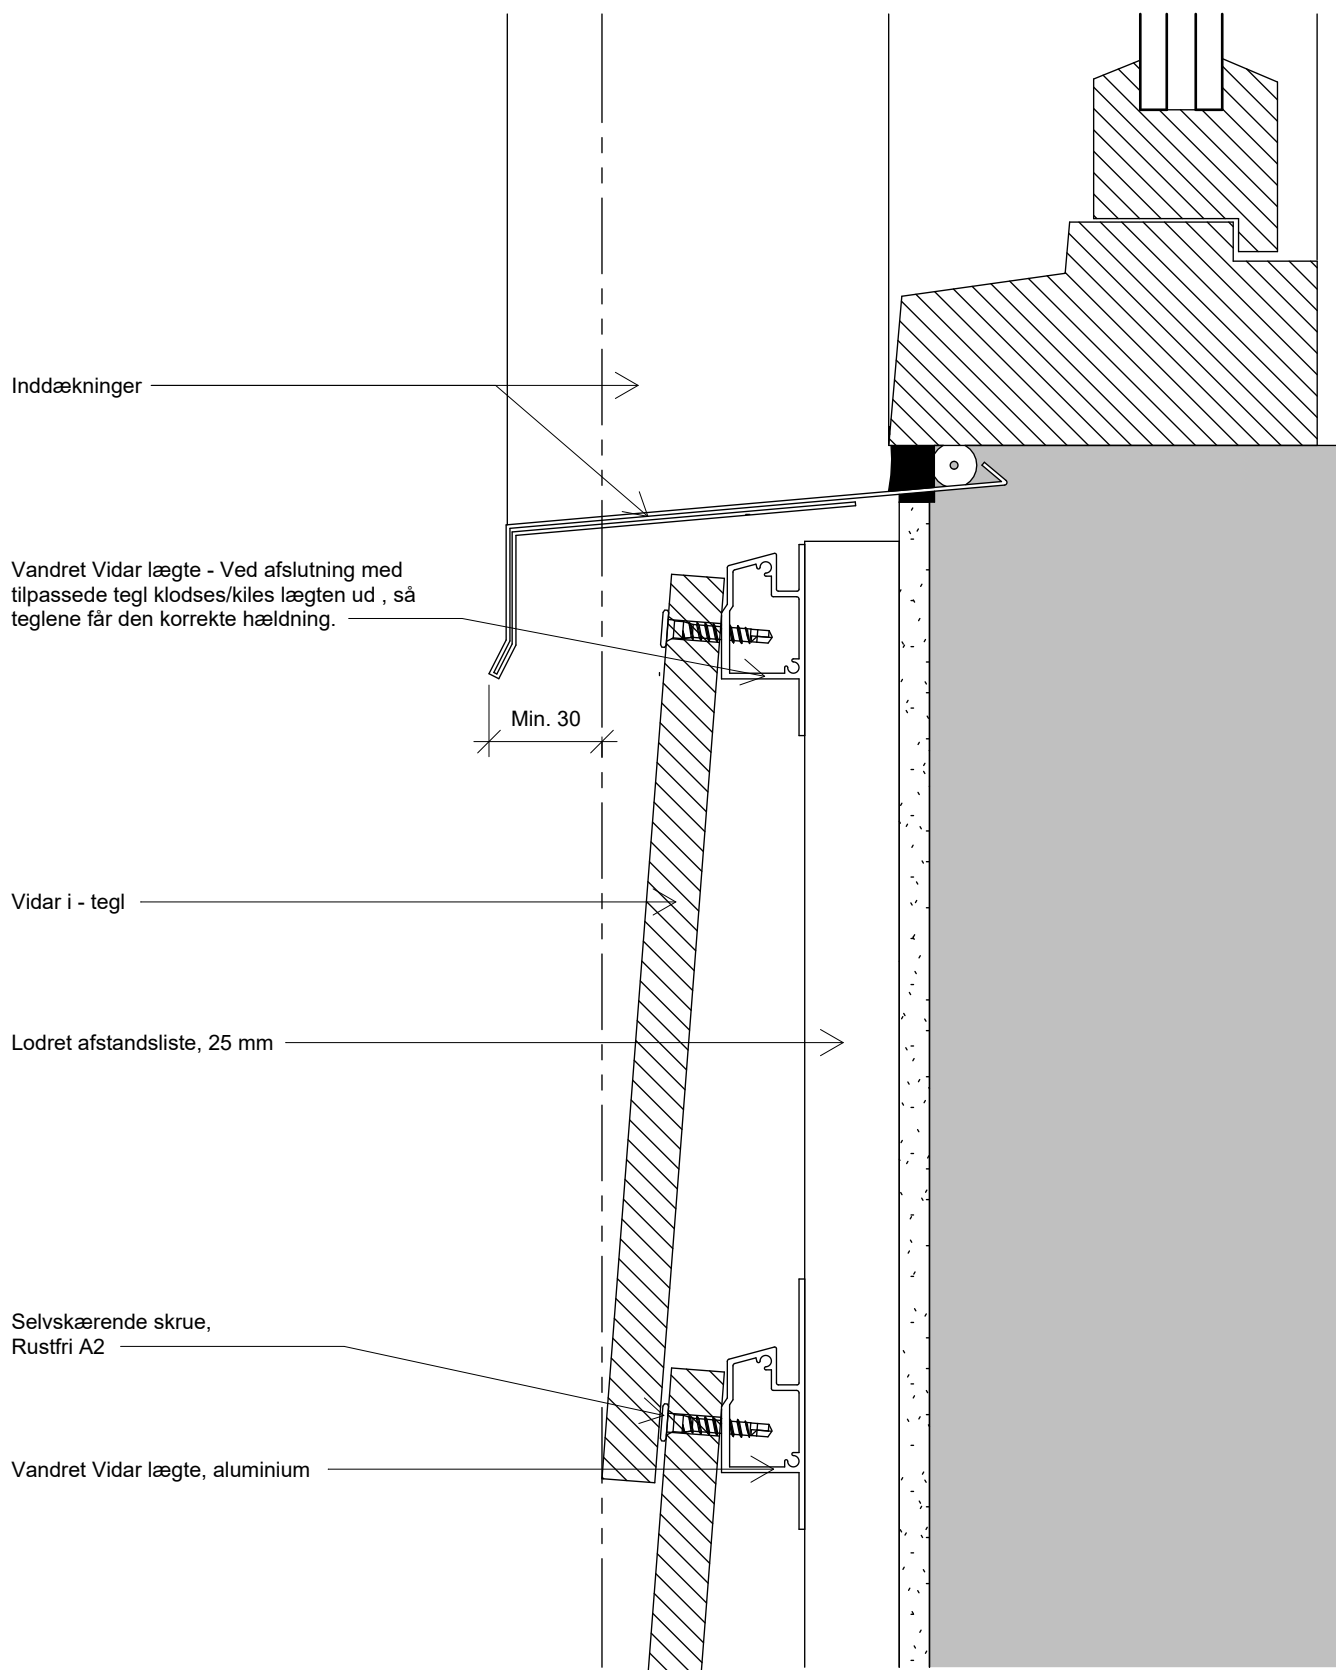 Inddækninger
Vandret Vidar lægte - Ved afslutning med
tilpassede tegl klodses/kiles lægten ud , så
teglene får den korrekte hældning.
Min. 30
Vidar i - tegl
Lodret afstandsliste, 25 mm
Selvskærende skrue,
Rustfri A2
Vandret Vidar lægte, aluminium